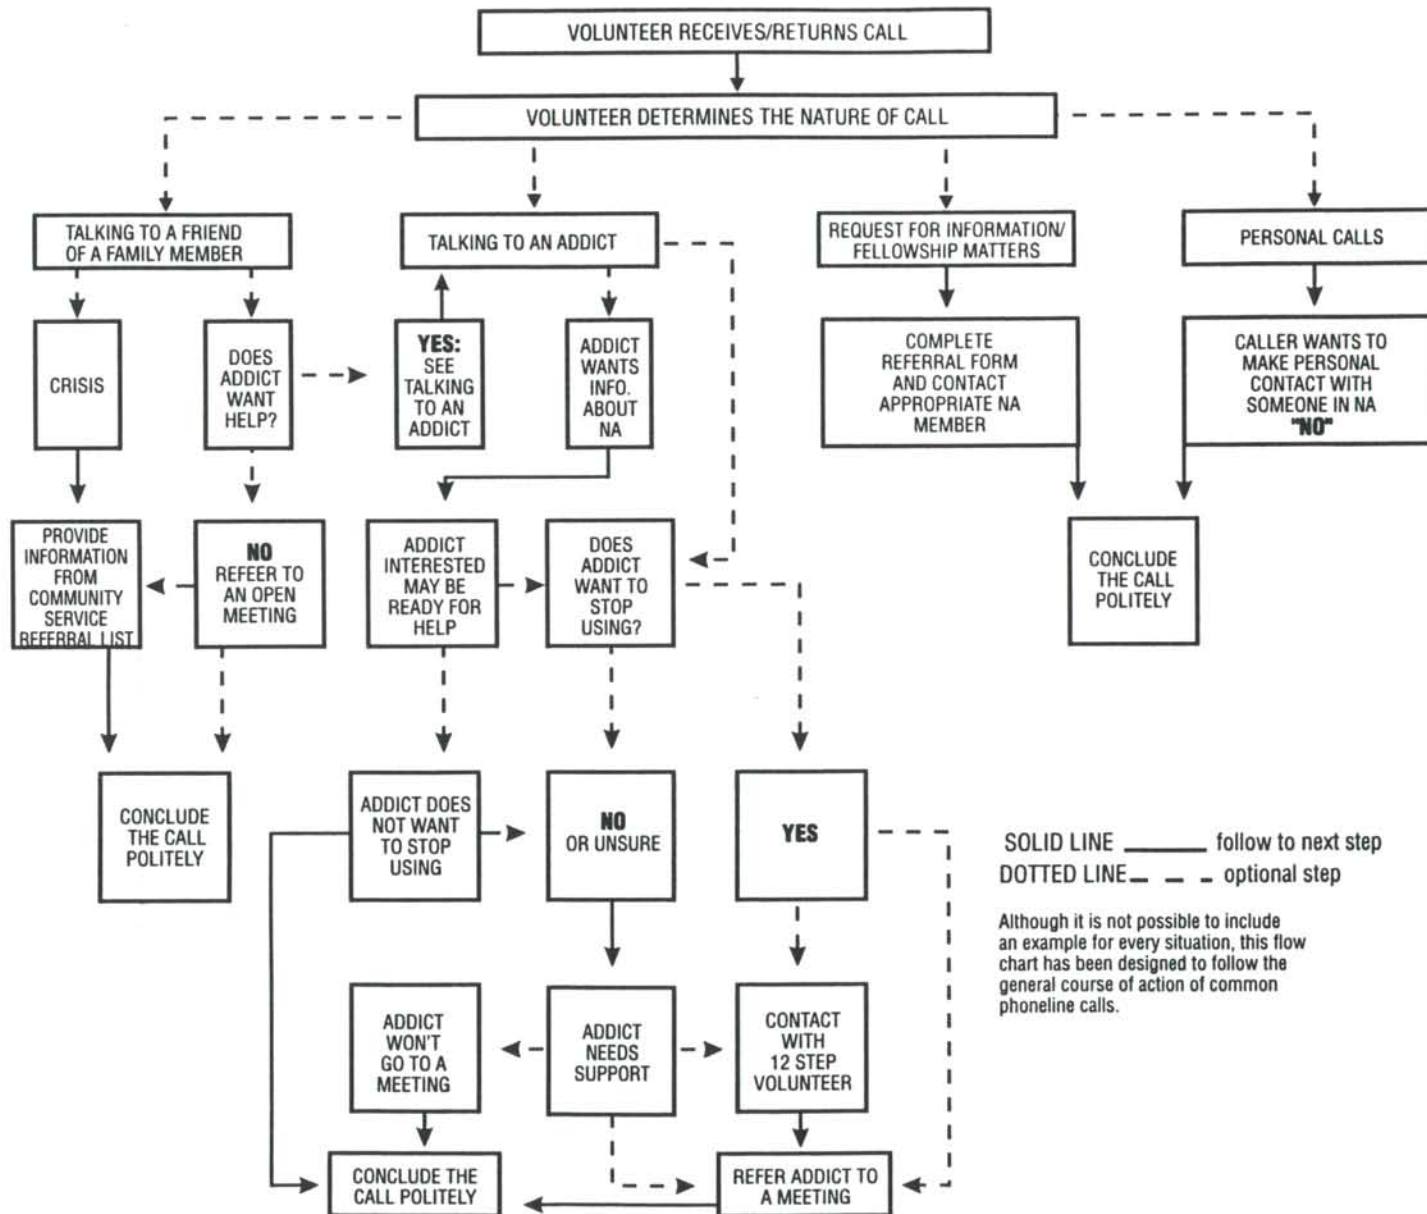 VOLUNTEER RECEIVES/RETURNS CALL
VOLUNTEER DETERMINES THE NATURE OF CALL
TALKING TO A FRIEND
OF A FAMILY MEMBER
TALKING TO AN ADDICT
REQUEST FOR INFORMATION/
FELLOWSHIP MATTERS
PERSONAL CALLS
CRISIS
DOES
ADDICT
WANT
HELP?
YES:
SEE
TALKING
TO AN
ADDICT
ADDICT
WANTS
INFO.
ABOUT
NA
COMPLETE
REFERRAL FORM
AND CONTACT
APPROPRIATE NA
MEMBER
CALLER WANTS TO
MAKE PERSONAL
CONTACT WITH
SOMEONE IN NA
"NO"
PROVIDE
INFORMATION
FROM
COMMUNITY
SERVICE
REFERRAL LIST
NO
REFEER TO
AN OPEN
MEETING
ADDICT
INTERESTED
MAY BE
READY FOR
HELP
DOES
ADDICT
WANT TO
STOP
USING?
CONCLUDE
THE CALL
POLITELY
CONCLUDE
THE CALL
POLITELY
ADDICT DOES
NOT WANT
TO STOP
USING
NO
OR UNSURE
YES
SOLID LINE follow to next step
DOTTED LINE optional step
Although it is not possible to include
an example for every situation, this flow
chart has been designed to follow the
general course of action of common
phoneline calls.
ADDICT
WON'T
GO TO A
MEETING
ADDICT
NEEDS
SUPPORT
CONTACT
WITH
12 STEP
VOLUNTEER
CONCLUDE THE
CALL POLITELY
REFER ADDICT TO
A MEETING